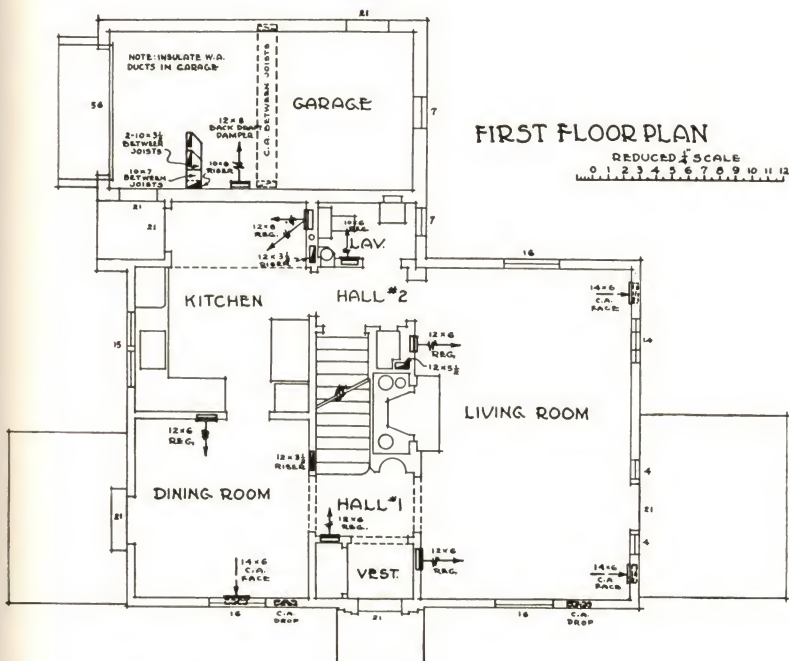 21
NOTE: INSULATE W.A.
DUCTS IN GARAGE
C.A. BETWEEN JOISTS
GARAGE
56
12×8
BACK DRAFT
DAMPER
2-10×3½
BETWEEN
JOISTS
10×8
RISER
10×7
BETWEEN
JOISTS
7
FIRST FLOOR PLAN
REDUCED ¼" SCALE
0 1 2 3 4 5 6 7 8 9 10 11 12
21
21
12×8
REG.
10×6
REG.
LAV.
7
12×3½
RISER
16
KITCHEN
HALL #2
14×6
C.A.
FACE
15
12×6
REG.
14
12×5½
LIVING ROOM
12×6
REG.
12×3½
RISER
4
DINING ROOM
HALL #1
21
12×6
REG.
21
4
14×6
C.A.
FACE
12×6
REG.
14×6
C.A.
FACE
VEST.
16
C.A.
DROP
21
16
C.A.
DROP